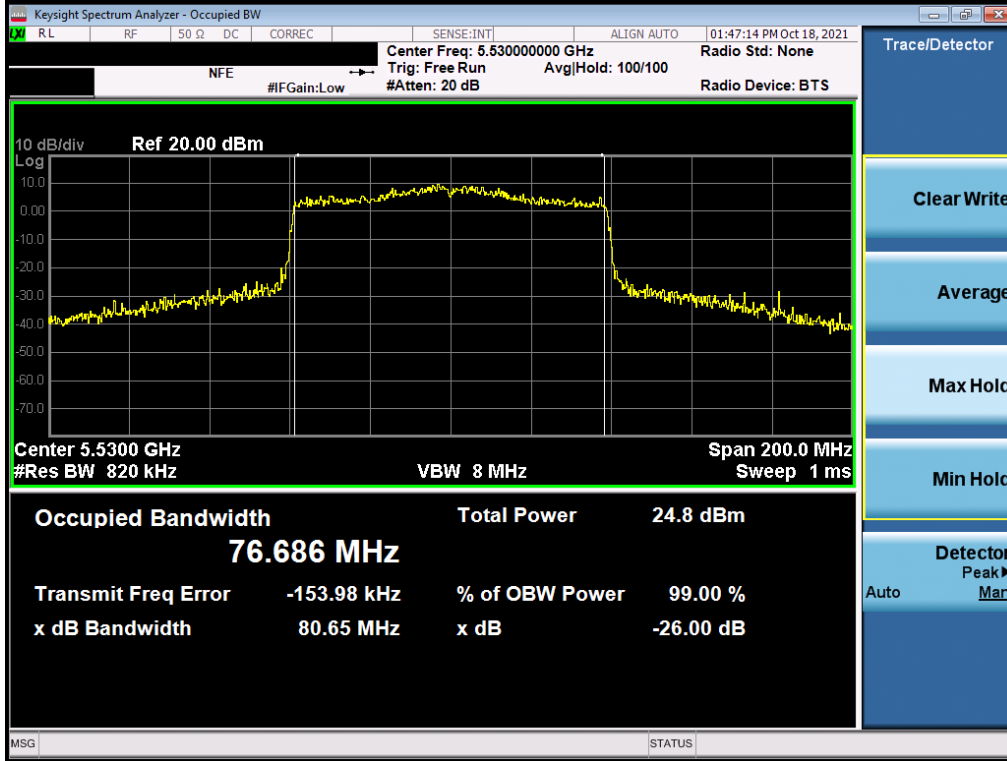 Keysight Spectrum Analyzer - Occupied BW
LXI RL RF 50 Ω DC CORREC SENSE:INT ALIGN AUTO 01:47:14 PM Oct 18, 2021
Center Freq: 5.530000000 GHz Radio Std: None
NFE Trig: Free Run Avg|Hold: 100/100
#IFGain:Low #Atten: 20 dB Radio Device: BTS
Trace/Detector
10 dB/div Ref 20.00 dBm
Log
10.0
0.00
-10.0
-20.0
-30.0
-40.0
-50.0
-60.0
-70.0
Center 5.5300 GHz Span 200.0 MHz
#Res BW 820 kHz VBW 8 MHz Sweep 1 ms
Occupied Bandwidth Total Power 24.8 dBm
76.686 MHz
Transmit Freq Error -153.98 kHz % of OBW Power 99.00 %
x dB Bandwidth 80.65 MHz x dB -26.00 dB
Clear Write
Average
Max Hold
Min Hold
Detector
Peak
Auto Man
MSG STATUS